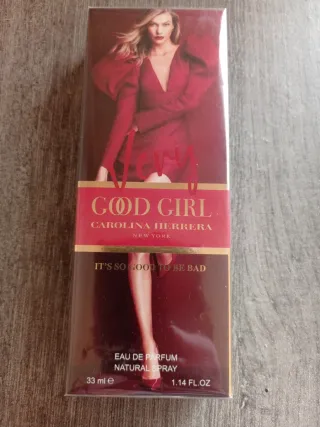 Very
GOOD GIRL
CAROLINA HERRERA
NEW YORK
IT'S SO GOOD TO BE BAD
EAU DE PARFUM
NATURAL SPRAY
33 ml ℮ 1.14 FL.OZ